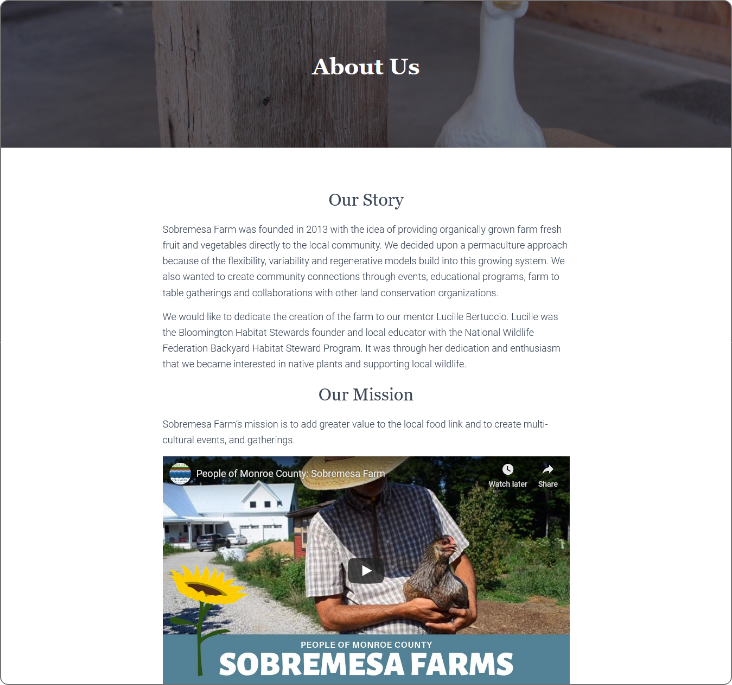 About Us
Our Story
Sobremesa Farm was founded in 2013 with the idea of providing organically grown farm fresh
fruit and vegetables directly to the local community. We decided upon a permaculture approach
because of the flexibility, variability and regenerative models build into this growing system. We
also wanted to create community connections through events, educational programs, farm to
table gatherings and collaborations with other land conservation organizations.
We would like to dedicate the creation of the farm to our mentor Lucille Bertuccio. Lucille was
the Bloomington Habitat Stewards founder and local educator with the National Wildlife
Federation Backyard Habitat Steward Program. It was through her dedication and enthusiasm
that we became interested in native plants and supporting local wildlife.
Our Mission
Sobremesa Farm's mission is to add greater value to the local food link and to create multi-
cultural events, and gatherings.
People of Monroe County: Sobremesa Farm
Watch later
Share
PEOPLE OF MONROE COUNTY
SOBREMESA FARMS